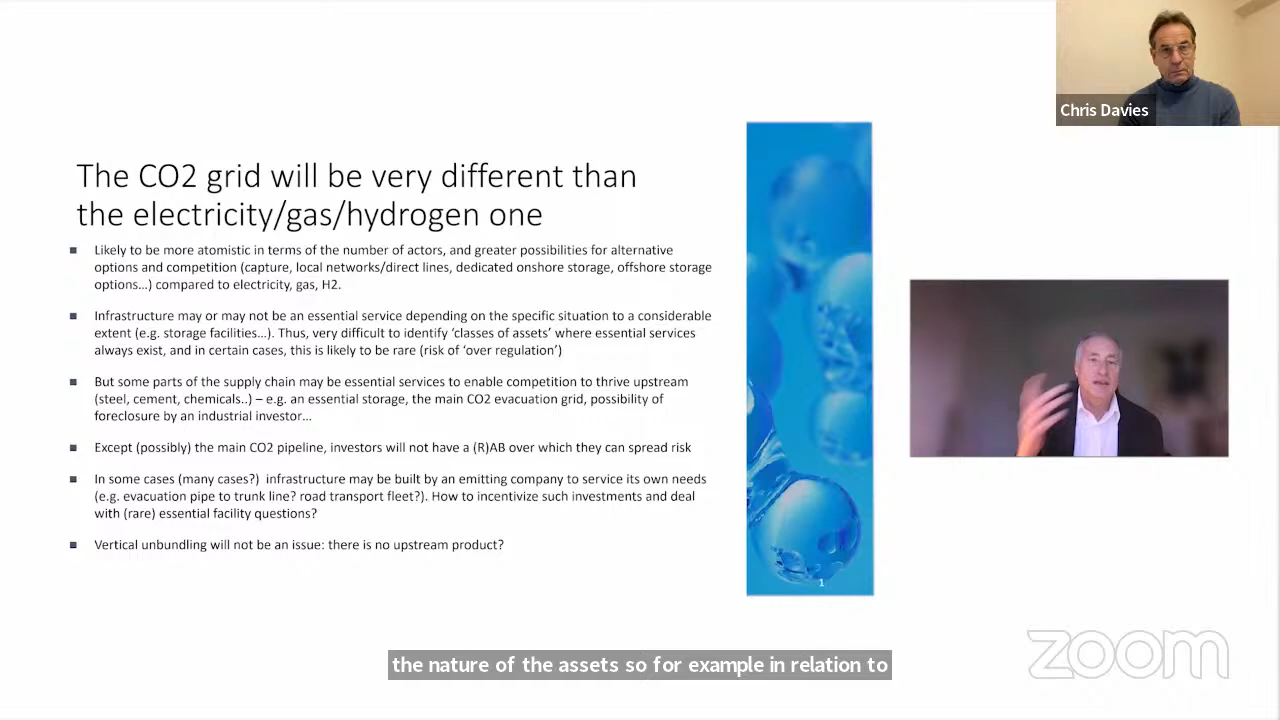 Chris Davies
The CO2 grid will be very different than
the electricity/gas/hydrogen one
Likely to be more atomistic in terms of the number of actors, and greater possibilities for alternative
options and competition (capture, local networks/direct lines, dedicated onshore storage, offshore storage
options…) compared to electricity, gas, H2.
Infrastructure may or may not be an essential service depending on the specific situation to a considerable
extent (e.g. storage facilities…). Thus, very difficult to identify ‘classes of assets’ where essential services
always exist, and in certain cases, this is likely to be rare (risk of ‘over regulation’)
But some parts of the supply chain may be essential services to enable competition to thrive upstream
(steel, cement, chemicals..) – e.g. an essential storage, the main CO2 evacuation grid, possibility of
foreclosure by an industrial investor…
Except (possibly) the main CO2 pipeline, investors will not have a (R)AB over which they can spread risk
In some cases (many cases?) infrastructure may be built by an emitting company to service its own needs
(e.g. evacuation pipe to trunk line? road transport fleet?). How to incentivize such investments and deal
with (rare) essential facility questions?
Vertical unbundling will not be an issue: there is no upstream product?
1
the nature of the assets so for example in relation to
zoom